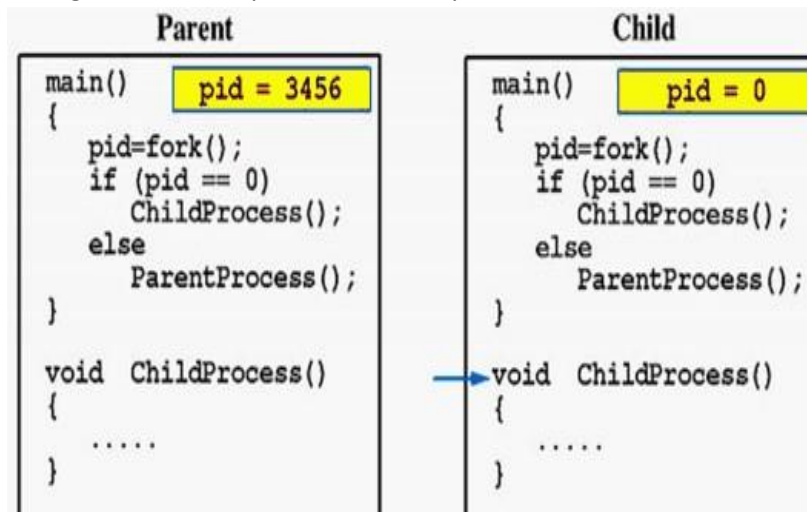 Parent
main()
pid = 3456
{
pid=fork();
if (pid == 0)
ChildProcess();
else
ParentProcess();
}
void ChildProcess()
{
.....
}
Child
main()
pid = 0
{
pid=fork();
if (pid == 0)
ChildProcess();
else
ParentProcess();
}
void ChildProcess()
{
.....
}